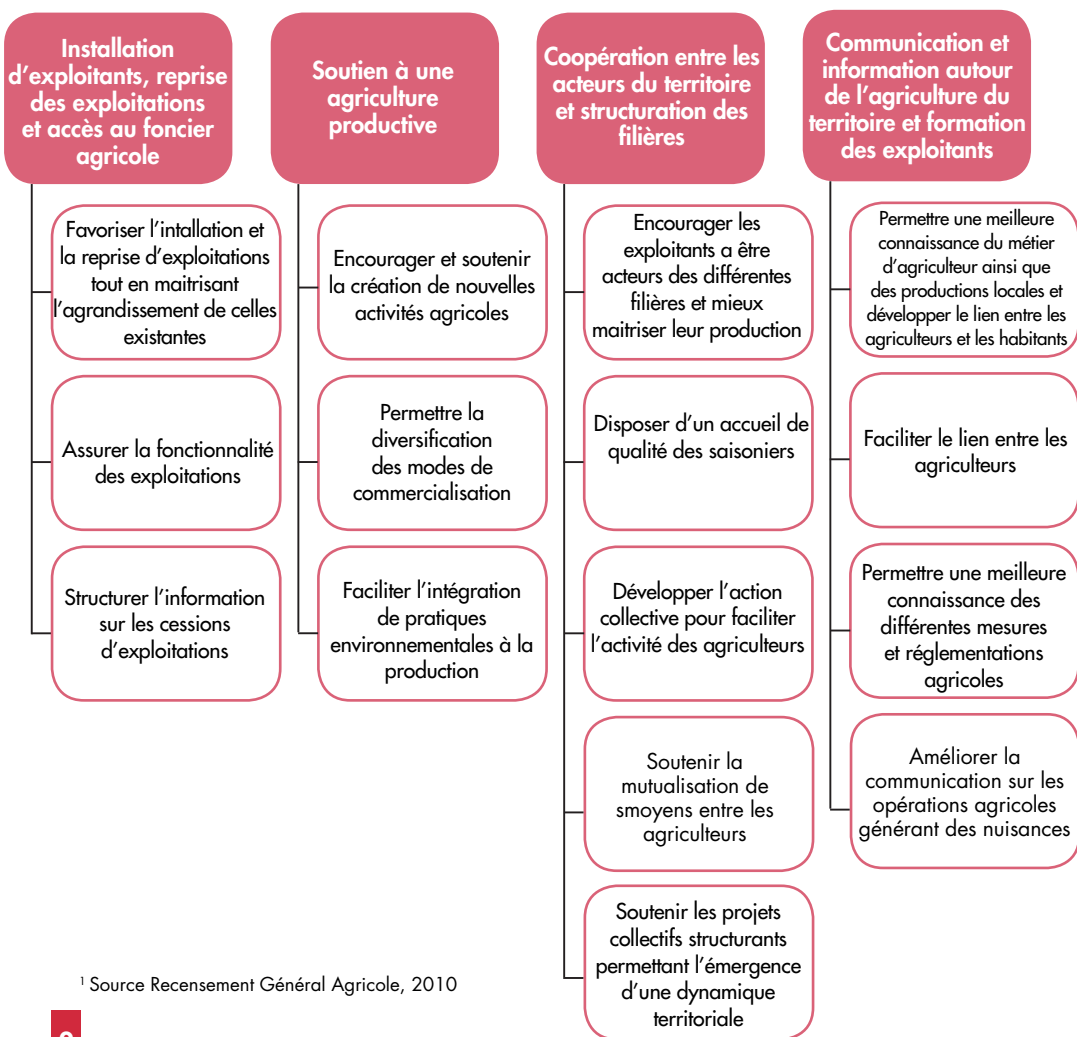 Installation
d'exploitants, reprise
des exploitations
et accès au foncier
agricole
Favoriser l'intallation et
la reprise d'exploitations
tout en maitrisant
l'agrandissement de celles
existantes
Assurer la fonctionnalité
des exploitations
Structurer l'information
sur les cessions
d'exploitations
Soutien à une
agriculture
productive
Encourager et soutenir
la création de nouvelles
activités agricoles
Permettre la
diversification
des modes de
commercialisation
Faciliter l'intégration
de pratiques
environnementales à la
production
Coopération entre les
acteurs du territoire
et structuration des
filières
Encourager les
exploitants a être
acteurs des différentes
filières et mieux
maitriser leur production
Disposer d'un accueil de
qualité des saisoniers
Développer l'action
collective pour faciliter
l'activité des agriculteurs
Soutenir la
mutualisation de
smoyens entre les
agriculteurs
Soutenir les projets
collectifs structurants
permettant l'émergence
d'une dynamique
territoriale
Communication et
information autour
de l'agriculture du
territoire et formation
des exploitants
Permettre une meilleure
connaissance du métier
d'agriculteur ainsi que
des productions locales et
développer le lien entre les
agriculteurs et les habitants
Faciliter le lien entre les
agriculteurs
Permettre une meilleure
connaissance des
différentes mesures
et réglementations
agricoles
Améliorer la
communication sur les
opérations agricoles
générant des nuisances
¹ Source Recensement Général Agricole, 2010